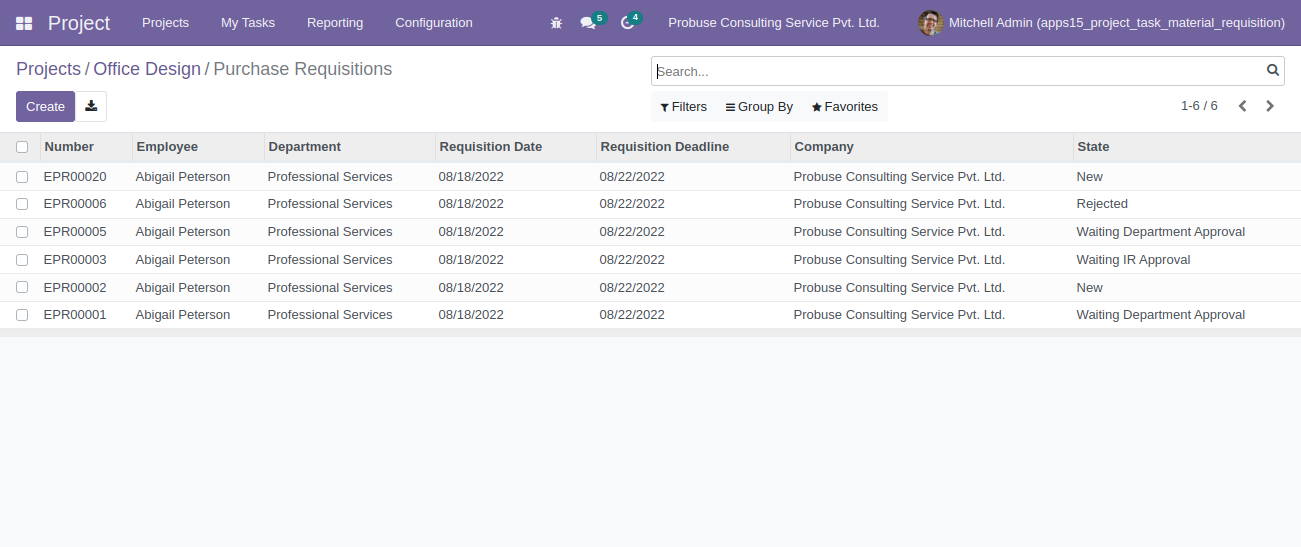 Project Projects My Tasks Reporting Configuration 5 4 Probuse Consulting Service Pvt. Ltd. Mitchell Admin (apps15_project_task_material_requisition)
Projects / Office Design / Purchase Requisitions
Search...
Create
Filters Group By Favorites 1-6 / 6
Number Employee Department Requisition Date Requisition Deadline Company State
EPR00020 Abigail Peterson Professional Services 08/18/2022 08/22/2022 Probuse Consulting Service Pvt. Ltd. New
EPR00006 Abigail Peterson Professional Services 08/18/2022 08/22/2022 Probuse Consulting Service Pvt. Ltd. Rejected
EPR00005 Abigail Peterson Professional Services 08/18/2022 08/22/2022 Probuse Consulting Service Pvt. Ltd. Waiting Department Approval
EPR00003 Abigail Peterson Professional Services 08/18/2022 08/22/2022 Probuse Consulting Service Pvt. Ltd. Waiting IR Approval
EPR00002 Abigail Peterson Professional Services 08/18/2022 08/22/2022 Probuse Consulting Service Pvt. Ltd. New
EPR00001 Abigail Peterson Professional Services 08/18/2022 08/22/2022 Probuse Consulting Service Pvt. Ltd. Waiting Department Approval